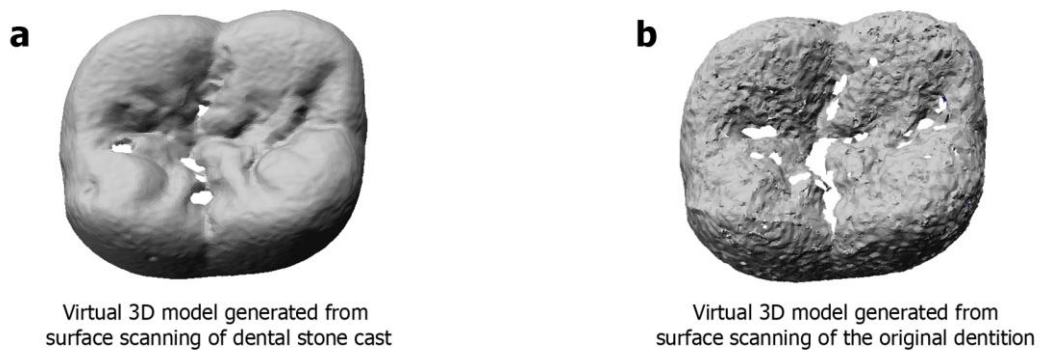 a
b
Virtual 3D model generated from
surface scanning of dental stone cast
Virtual 3D model generated from
surface scanning of the original dentition